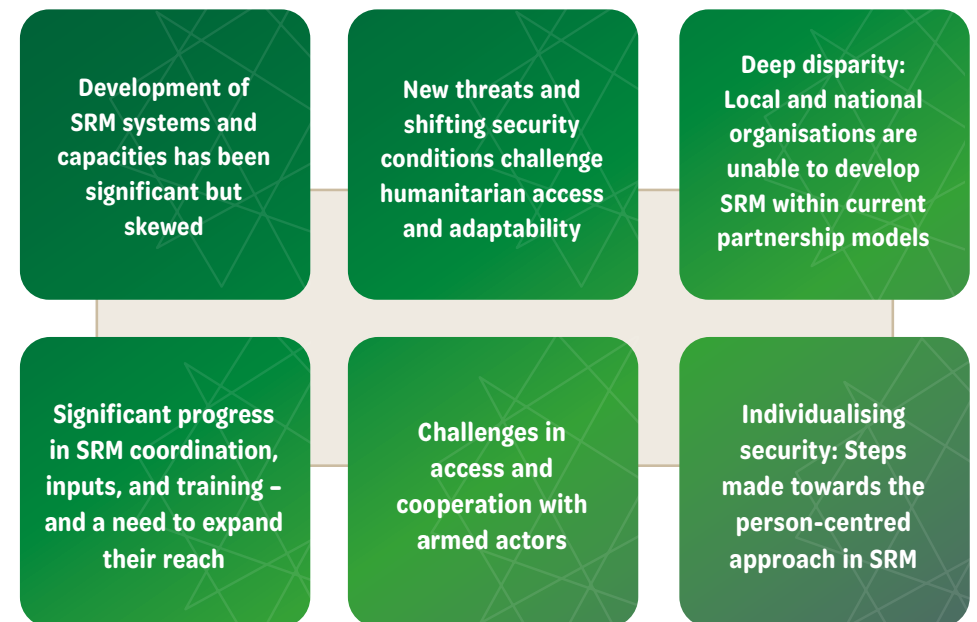 Development of
SRM systems and
capacities has been
significant but
skewed
New threats and
shifting security
conditions challenge
humanitarian access
and adaptability
Deep disparity:
Local and national
organisations are
unable to develop
SRM within current
partnership models
Significant progress
in SRM coordination,
inputs, and training –
and a need to expand
their reach
Challenges in
access and
cooperation with
armed actors
Individualising
security: Steps
made towards the
person-centred
approach in SRM